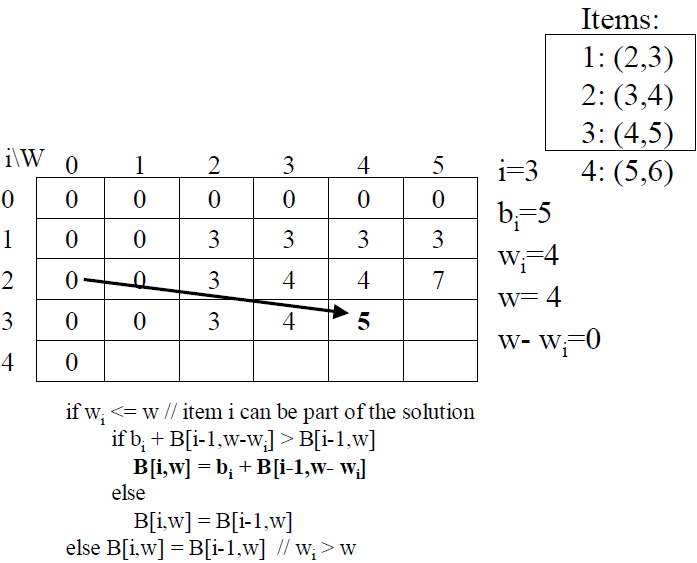 Items:
1: (2,3)
2: (3,4)
3: (4,5)
4: (5,6)
i\W 0 1 2 3 4 5
0 0 0 0 0 0 0
1 0 0 3 3 3 3
2 0 0 3 4 4 7
3 0 0 3 4 5
4 0
i=3
bi=5
wi=4
w= 4
w- wi=0
if wi <= w // item i can be part of the solution
if bi + B[i-1,w-wi] > B[i-1,w]
B[i,w] = bi + B[i-1,w- wi]
else
B[i,w] = B[i-1,w]
else B[i,w] = B[i-1,w] // wi > w